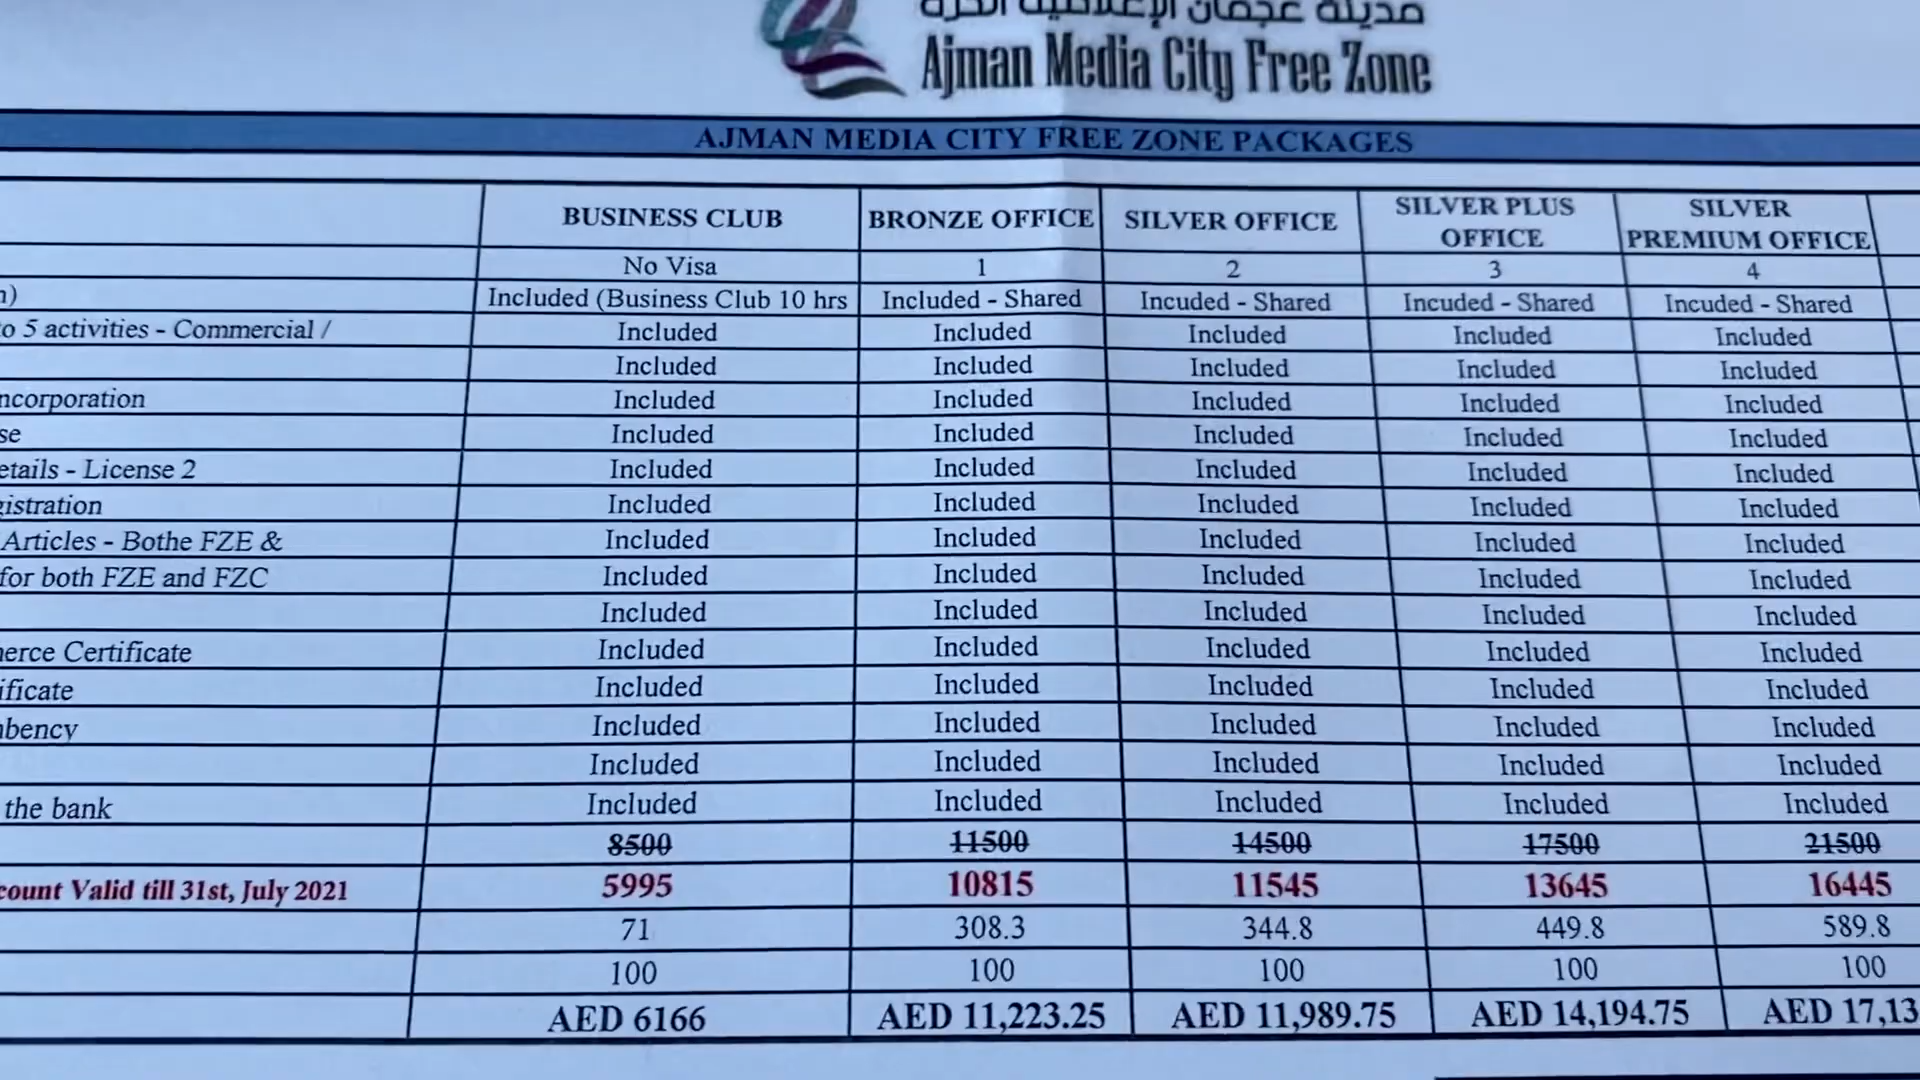 مدينة عجمان الإعلامية الحرة
Ajman Media City Free Zone
AJMAN MEDIA CITY FREE ZONE PACKAGES
BUSINESS CLUB BRONZE OFFICE SILVER OFFICE SILVER PLUS OFFICE SILVER PREMIUM OFFICE
No Visa 1 2 3 4
n) Included (Business Club 10 hrs Included - Shared Incuded - Shared Incuded - Shared Incuded - Shared
to 5 activities - Commercial / Included Included Included Included Included
Included Included Included Included Included
ncorporation Included Included Included Included Included
se Included Included Included Included Included
etails - License 2 Included Included Included Included Included
gistration Included Included Included Included Included
Articles - Bothe FZE & Included Included Included Included Included
for both FZE and FZC Included Included Included Included Included
Included Included Included Included Included
nerce Certificate Included Included Included Included Included
ificate Included Included Included Included Included
nbency Included Included Included Included Included
Included Included Included Included Included
the bank Included Included Included Included Included
8500 11500 14500 17500 21500
count Valid till 31st, July 2021 5995 10815 11545 13645 16445
71 308.3 344.8 449.8 589.8
100 100 100 100 100
AED 6166 AED 11,223.25 AED 11,989.75 AED 14,194.75 AED 17,13